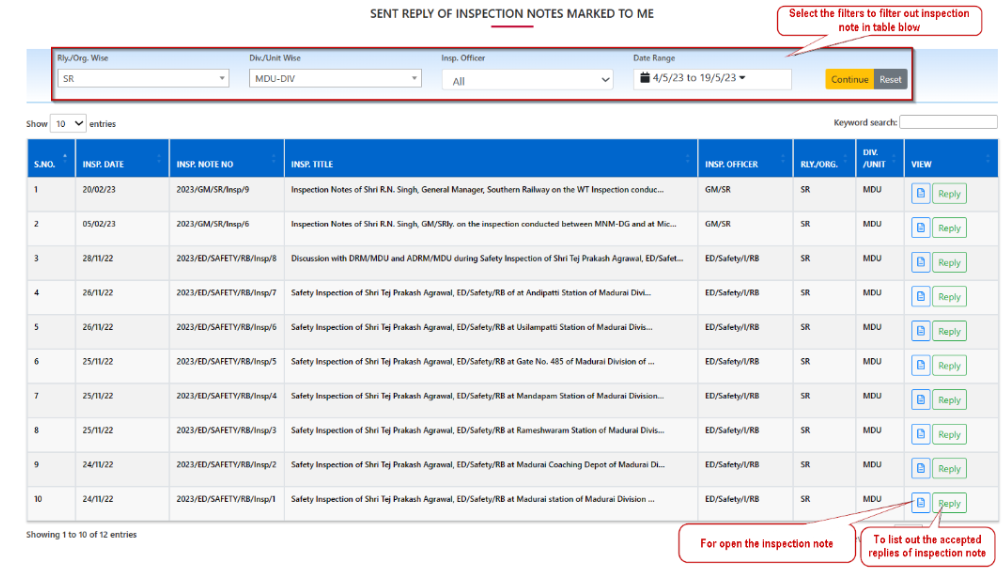 SENT REPLY OF INSPECTION NOTES MARKED TO ME
Select the filters to filter out inspection
note in table blow
Rly./Org. Wise Div./Unit Wise Insp. Officer Date Range
SR MDU-DIV All 4/5/23 to 19/5/23 Continue Reset
Show 10 entries Keyword search:
S.NO. INSP. DATE INSP. NOTE NO INSP. TITLE INSP. OFFICER RLY./ORG. DIV. /UNIT VIEW
1 20/02/23 2023/GM/SR/Insp/9 Inspection Notes of Shri R.N. Singh, General Manager, Southern Railway on the WT Inspection conduc... GM/SR SR MDU Reply
2 05/02/23 2023/GM/SR/Insp/6 Inspection Notes of Shri R.N. Singh, GM/SRly. on the inspection conducted between MNM-DG and at Mic... GM/SR SR MDU Reply
3 28/11/22 2023/ED/SAFETY/RB/Insp/8 Discussion with DRM/MDU and ADRM/MDU during Safety Inspection of Shri Tej Prakash Agrawal, ED/Safet... ED/Safety/I/RB SR MDU Reply
4 26/11/22 2023/ED/SAFETY/RB/Insp/7 Safety Inspection of Shri Tej Prakash Agrawal, ED/Safety/RB of at Andipatti Station of Madurai Divi... ED/Safety/I/RB SR MDU Reply
5 26/11/22 2023/ED/SAFETY/RB/Insp/6 Safety Inspection of Shri Tej Prakash Agrawal, ED/Safety/RB at Usilampatti Station of Madurai Divis... ED/Safety/I/RB SR MDU Reply
6 25/11/22 2023/ED/SAFETY/RB/Insp/5 Safety Inspection of Shri Tej Prakash Agrawal, ED/Safety/RB at Gate No. 485 of Madurai Division of ... ED/Safety/I/RB SR MDU Reply
7 25/11/22 2023/ED/SAFETY/RB/Insp/4 Safety Inspection of Shri Tej Prakash Agrawal, ED/Safety/RB at Mandapam Station of Madurai Division... ED/Safety/I/RB SR MDU Reply
8 25/11/22 2023/ED/SAFETY/RB/Insp/3 Safety Inspection of Shri Tej Prakash Agrawal, ED/Safety/RB at Rameshwaram Station of Madurai Divis... ED/Safety/I/RB SR MDU Reply
9 24/11/22 2023/ED/SAFETY/RB/Insp/2 Safety Inspection of Shri Tej Prakash Agrawal, ED/Safety/RB at Madurai Coaching Depot of Madurai Di... ED/Safety/I/RB SR MDU Reply
10 24/11/22 2023/ED/SAFETY/RB/Insp/1 Safety Inspection of Shri Tej Prakash Agrawal, ED/Safety/RB at Madurai station of Madurai Division ... ED/Safety/I/RB SR MDU Reply
Showing 1 to 10 of 12 entries
For open the inspection note
To list out the accepted
replies of inspection note